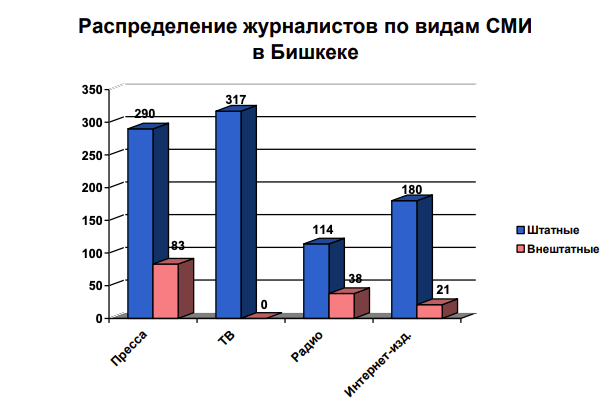 Распределение журналистов по видам СМИ
в Бишкеке
350
300
250
200
150
100
50
0
290
83
317
0
114
38
180
21
Пресса
ТВ
Радио
Интернет-изд.
Штатные
Внештатные